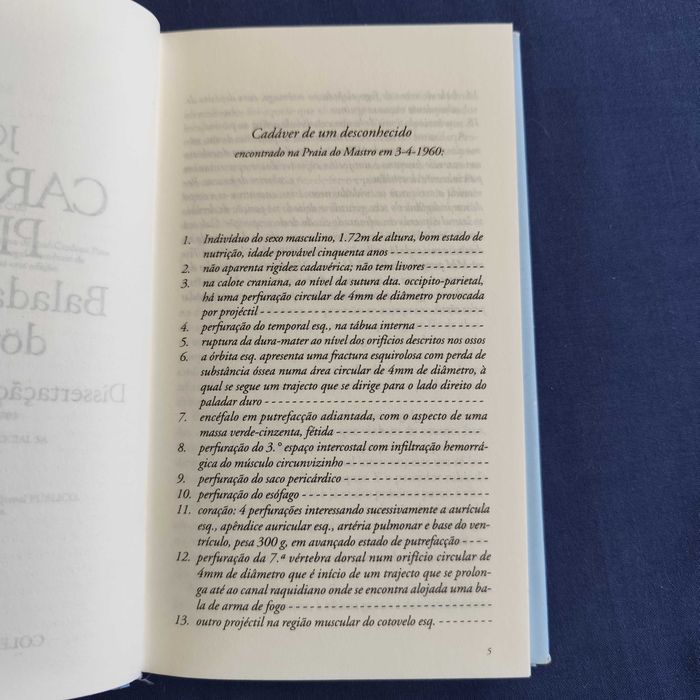 Cadáver de um desconhecido
encontrado na Praia do Mastro em 3-4-1960:
1. Indivíduo do sexo masculino, 1.72m de altura, bom estado de
nutrição, idade provável cinquenta anos - - - - - - - - - - - - - - -
2. não aparenta rigidez cadavérica; não tem livores - - - - - - - - -
3. na calote craniana, ao nível da sutura dta. occipito-parietal,
há uma perfuração circular de 4mm de diâmetro provocada
por projéctil - - - - - - - - - - - - - - - - - - - - - - - - - - - - - - - - - -
4. perfuração do temporal esq., na tábua interna - - - - - - - - - - -
5. ruptura da dura-mater ao nível dos orifícios descritos nos ossos
6. a órbita esq. apresenta uma fractura esquirolosa com perda de
substância óssea numa área circular de 4mm de diâmetro, à
qual se segue um trajecto que se dirige para o lado direito do
paladar duro - - - - - - - - - - - - - - - - - - - - - - - - - - - - - - - - - -
7. encéfalo em putrefacção adiantada, com o aspecto de uma
massa verde-cinzenta, fétida - - - - - - - - - - - - - - - - - - - - - - -
8. perfuração do 3.° espaço intercostal com infiltração hemorrá-
gica do músculo circunvizinho - - - - - - - - - - - - - - - - - - - - -
9. perfuração do saco pericárdico - - - - - - - - - - - - - - - - - - - - -
10. perfuração do esófago - - - - - - - - - - - - - - - - - - - - - - - - - - -
11. coração: 4 perfurações interessando sucessivamente a aurícula
esq., apêndice auricular esq., artéria pulmonar e base do ven-
trículo, pesa 300 g, em avançado estado de putrefacção - - - -
12. perfuração da 7.ª vértebra dorsal num orifício circular de
4mm de diâmetro que é início de um trajecto que se prolon-
ga até ao canal raquidiano onde se encontra alojada uma ba-
la de arma de fogo - - - - - - - - - - - - - - - - - - - - - - - - - - - - -
13. outro projéctil na região muscular do cotovelo esq. - - - - - - - -
5